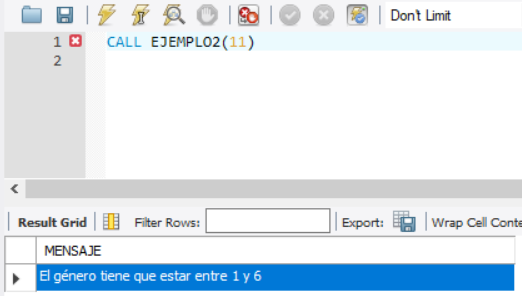 Don't Limit
1 CALL EJEMPLO2(11)
2
Result Grid Filter Rows: Export: Wrap Cell Conte
MENSAJE
El género tiene que estar entre 1 y 6